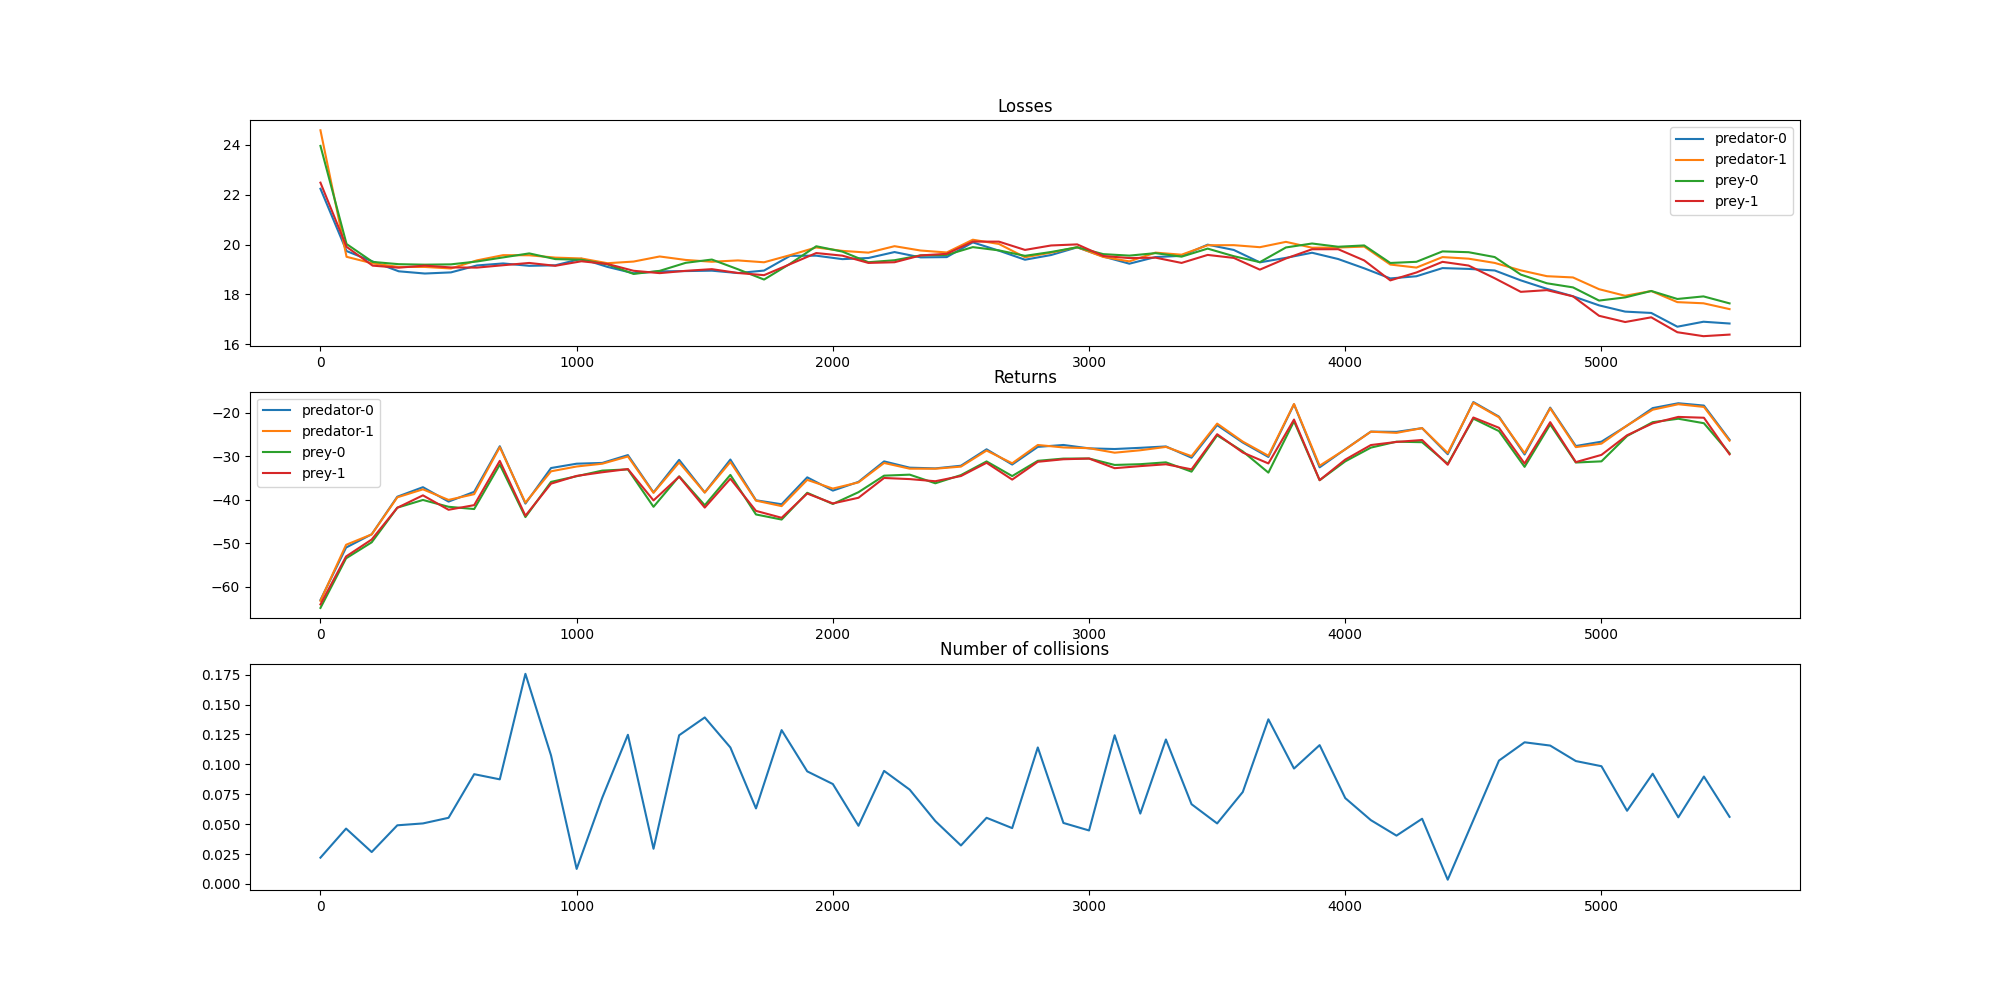 Losses
24
22
20
18
16
predator-0
predator-1
prey-0
prey-1
0 1000 2000 3000 4000 5000
Returns
−20
−30
−40
−50
−60
predator-0
predator-1
prey-0
prey-1
0 1000 2000 3000 4000 5000
Number of collisions
0.175
0.150
0.125
0.100
0.075
0.050
0.025
0.000
0 1000 2000 3000 4000 5000